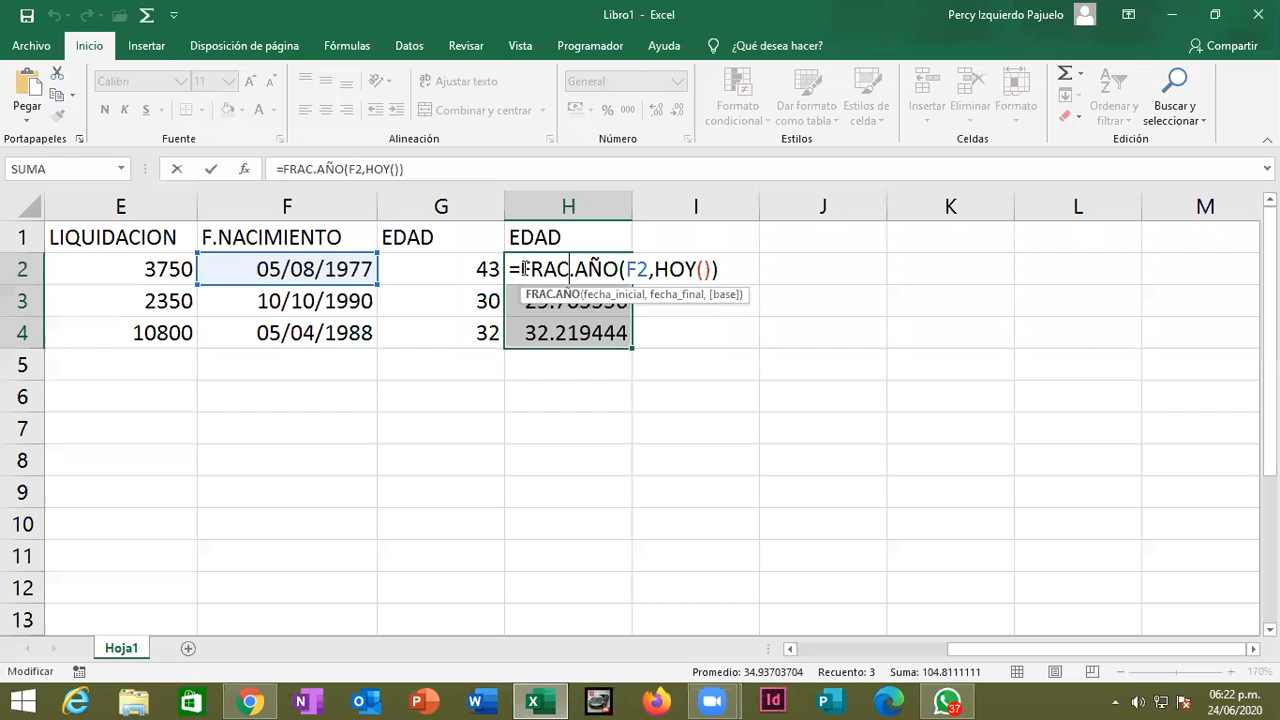 Libro1 - Excel
Percy Izquierdo Pajuelo
Archivo Inicio Insertar Disposición de página Fórmulas Datos Revisar Vista Programador Ayuda ¿Qué desea hacer? Compartir
Pegar
Calibri 11
N K S
Ajustar texto
Combinar y centrar
General
% 000
Formato condicional
Dar formato como tabla
Estilos de celda
Insertar Eliminar Formato
Ordenar y filtrar
Buscar y seleccionar
Portapapeles Fuente Alineación Número Estilos Celdas Edición
SUMA =FRAC.AÑO(F2,HOY())
E F G H I J K L M
1 LIQUIDACION F.NACIMIENTO EDAD EDAD
2 3750 05/08/1977 43 =FRAC.AÑO(F2,HOY())
FRAC.AÑO(fecha_inicial, fecha_final, [base])
3 2350 10/10/1990 30
4 10800 05/04/1988 32 32.219444
5
6
7
8
9
10
11
12
13
Hoja1
Modificar Promedio: 34.93703704 Recuento: 3 Suma: 104.8111111 170%
06:22 p.m.
37
24/06/2020